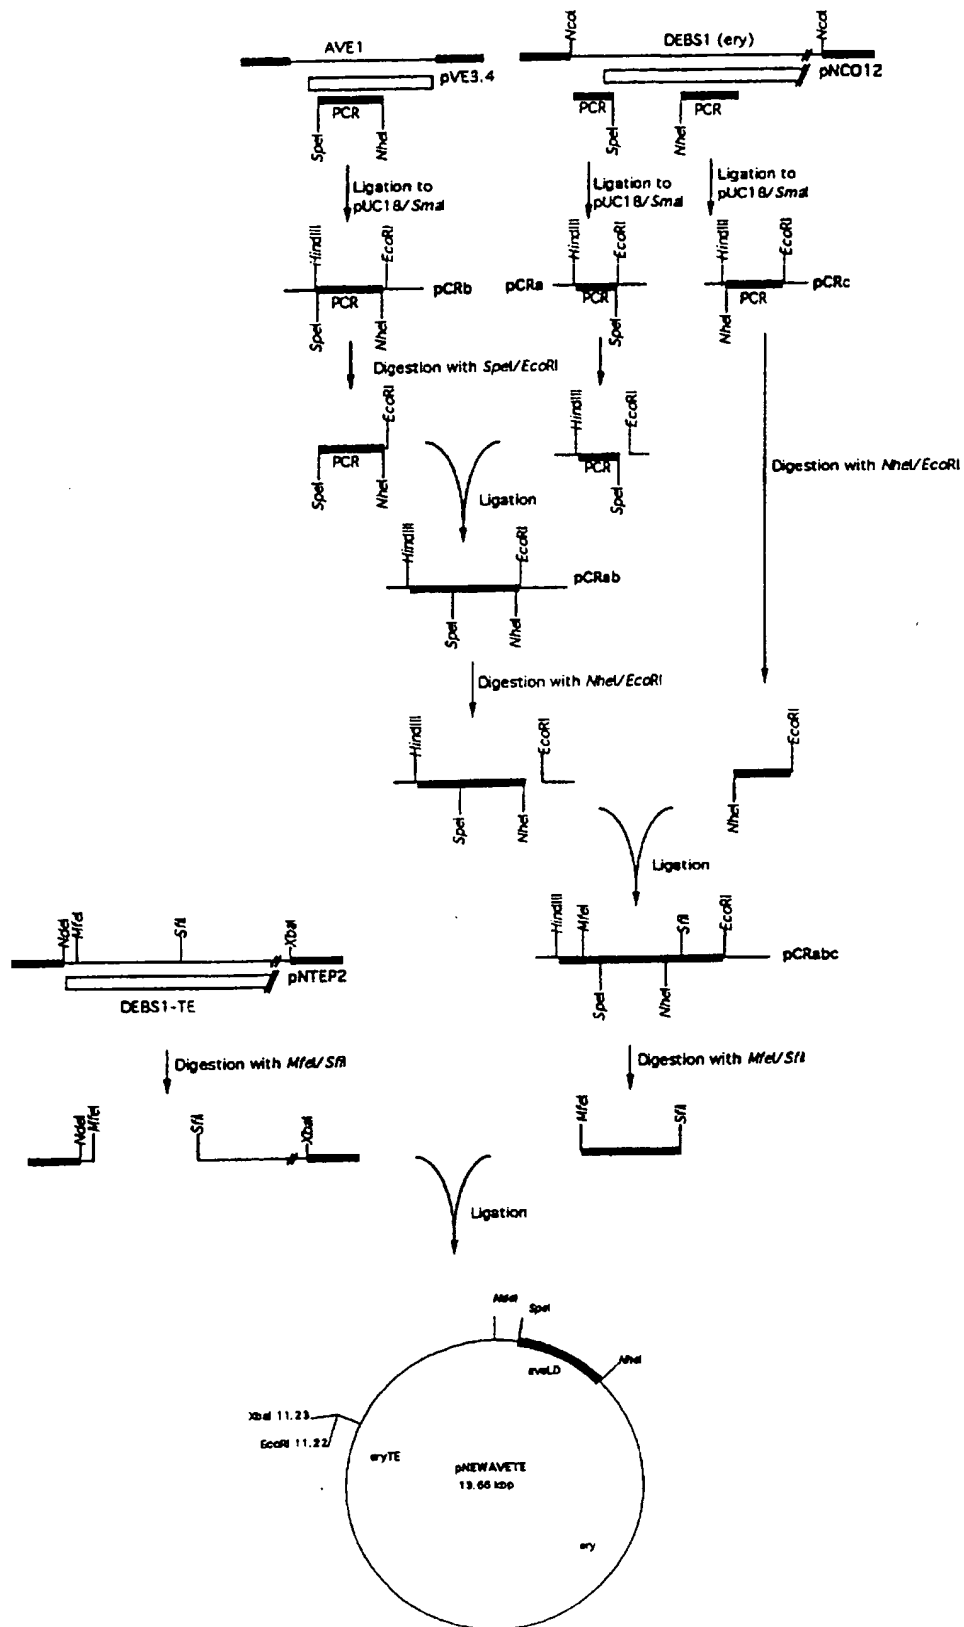 NcoI
NcoI
AVE1
DEBS1 (ery)
pVE3.4
pNCO12
PCR
PCR
PCR
SpeI
NheI
SpeI
NheI
Ligation to
pUC18/SmaI
Ligation to
pUC18/SmaI
Ligation to
pUC18/SmaI
HindIII
EcoRI
HindIII
EcoRI
HindIII
EcoRI
pCRb
pCRa
pCRc
PCR
PCR
PCR
SpeI
NheI
SpeI
NheI
Digestion with SpeI/EcoRI
EcoRI
HindIII
EcoRI
PCR
PCR
Digestion with NheI/EcoRI
SpeI
NheI
SpeI
Ligation
HindIII
EcoRI
pCRab
SpeI
NheI
Digestion with NheI/EcoRI
HindIII
EcoRI
EcoRI
SpeI
NheI
NheI
Ligation
NdeI
MfeI
SfiI
XbaI
HindIII
MfeI
SfiI
EcoRI
pNTEP2
pCRabc
DEBS1-TE
SpeI
NheI
Digestion with MfeI/SfiI
Digestion with MfeI/SfiI
NdeI
MfeI
SfiI
XbaI
MfeI
SfiI
Ligation
NdeI
SpeI
NheI
aveLD
XbaI 11.23
EcoRI 11.22
eryTE
pNEWAVETE
13.66 kbp
ery